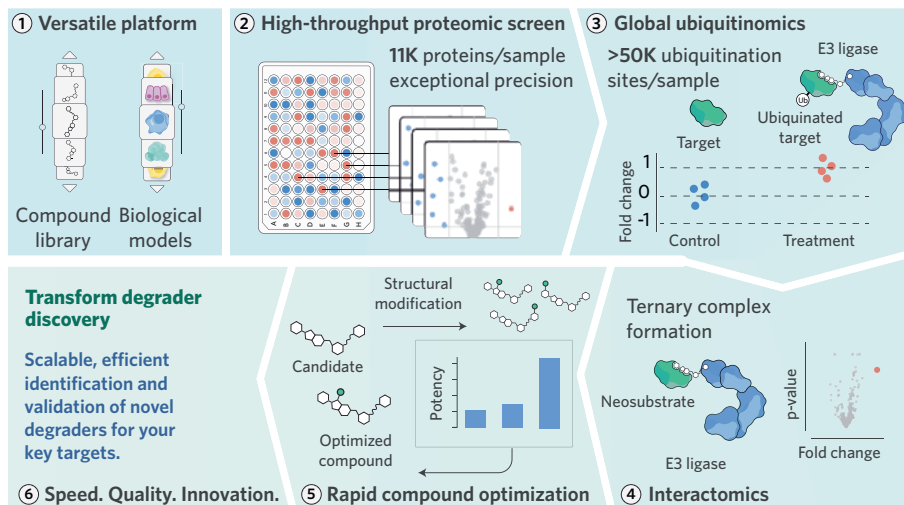 1 Versatile platform
Compound
library
Biological
models
2 High-throughput proteomic screen
11K proteins/sample
exceptional precision
A B C D E F G H
3 Global ubiquitinomics
>50K ubiquitination
sites/sample
E3 ligase
Target
Ub
Ubiquinated
target
Fold change
1
0
-1
Control
Treatment
Ternary complex
formation
Neosubstrate
E3 ligase
p-value
Fold change
4 Interactomics
Structural
modification
Candidate
Optimized
compound
Potency
5 Rapid compound optimization
Transform degrader
discovery
Scalable, efficient
identification and
validation of novel
degraders for your
key targets.
6 Speed. Quality. Innovation.